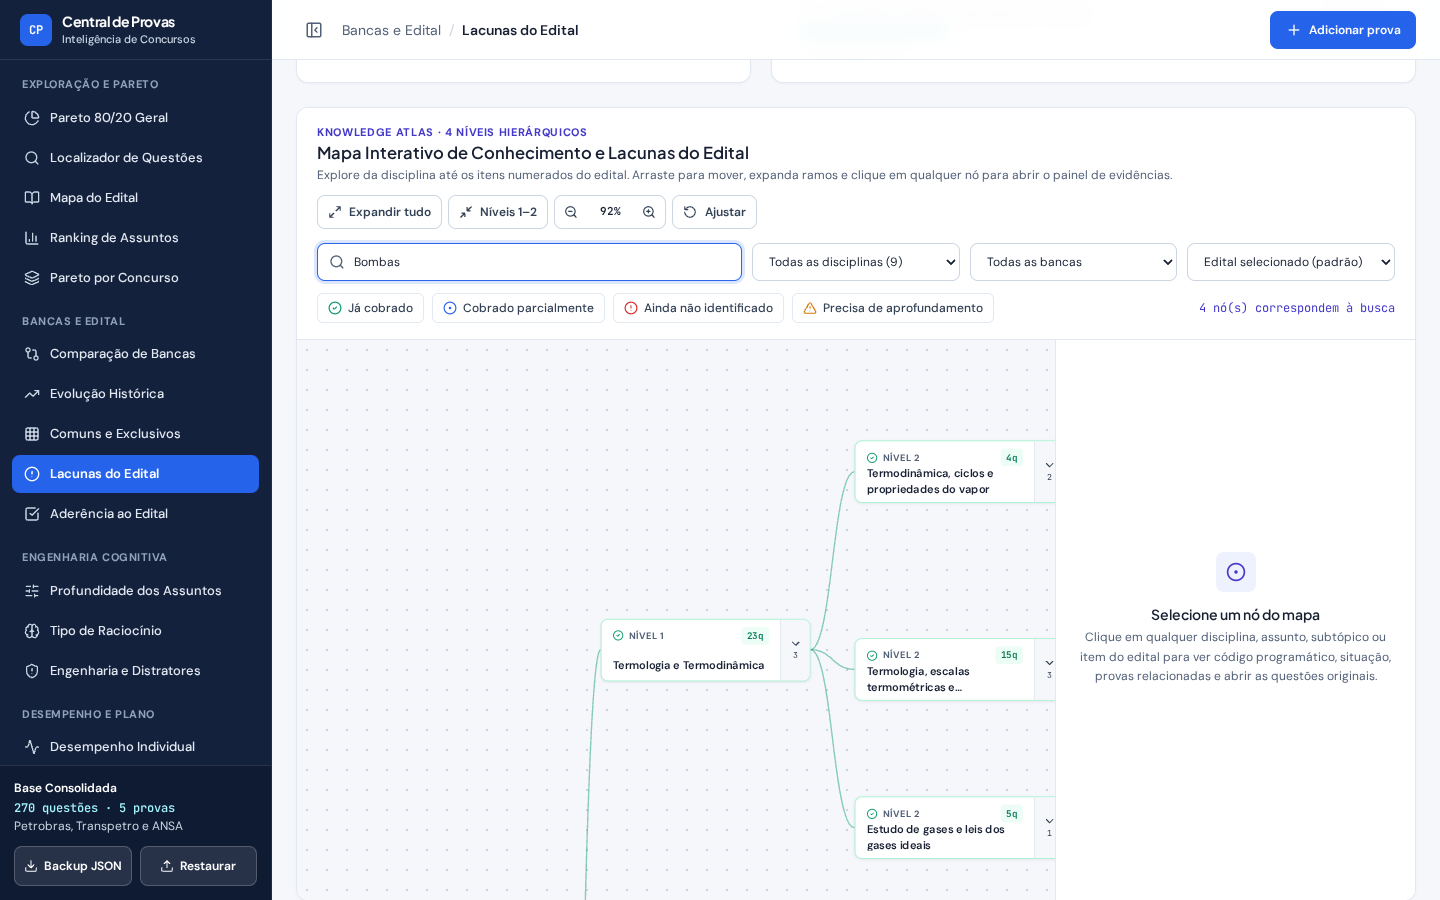 CP
Central de Provas
Inteligência de Concursos
EXPLORAÇÃO E PARETO
Pareto 80/20 Geral
Localizador de Questões
Mapa do Edital
Ranking de Assuntos
Pareto por Concurso
BANCAS E EDITAL
Comparação de Bancas
Evolução Histórica
Comuns e Exclusivos
Lacunas do Edital
Aderência ao Edital
ENGENHARIA COGNITIVA
Profundidade dos Assuntos
Tipo de Raciocínio
Engenharia e Distratores
DESEMPENHO E PLANO
Desempenho Individual
Base Consolidada
270 questões · 5 provas
Petrobras, Transpetro e ANSA
Backup JSON
Restaurar
Bancas e Edital / Lacunas do Edital
Adicionar prova
KNOWLEDGE ATLAS · 4 NÍVEIS HIERÁRQUICOS
Mapa Interativo de Conhecimento e Lacunas do Edital
Explore da disciplina até os itens numerados do edital. Arraste para mover, expanda ramos e clique em qualquer nó para abrir o painel de evidências.
Expandir tudo
Níveis 1–2
92%
Ajustar
Bombas
Todas as disciplinas (9)
Todas as bancas
Edital selecionado (padrão)
Já cobrado
Cobrado parcialmente
Ainda não identificado
Precisa de aprofundamento
4 nó(s) correspondem à busca
NÍVEL 2
4q
Termodinâmica, ciclos e
propriedades do vapor
2
NÍVEL 1
23q
Termologia e Termodinâmica
3
NÍVEL 2
15q
Termologia, escalas
termométricas e...
3
NÍVEL 2
5q
Estudo de gases e leis dos
gases ideais
1
Selecione um nó do mapa
Clique em qualquer disciplina, assunto, subtópico ou
item do edital para ver código programático, situação,
provas relacionadas e abrir as questões originais.